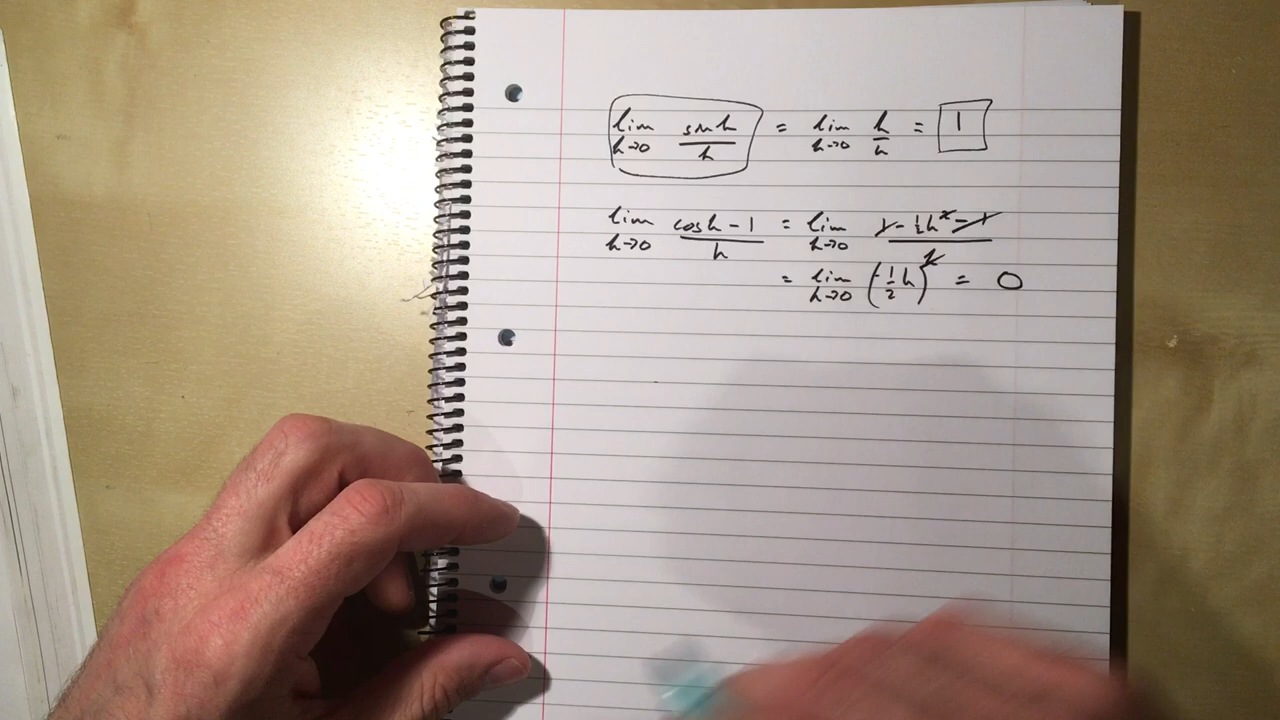 lim h→0 sin h / h = lim h→0 h / h = 1
lim h→0 cos h − 1 / h = lim h→0 1 − ½h² − 1 / h
= lim h→0 (−1/2 h) = 0